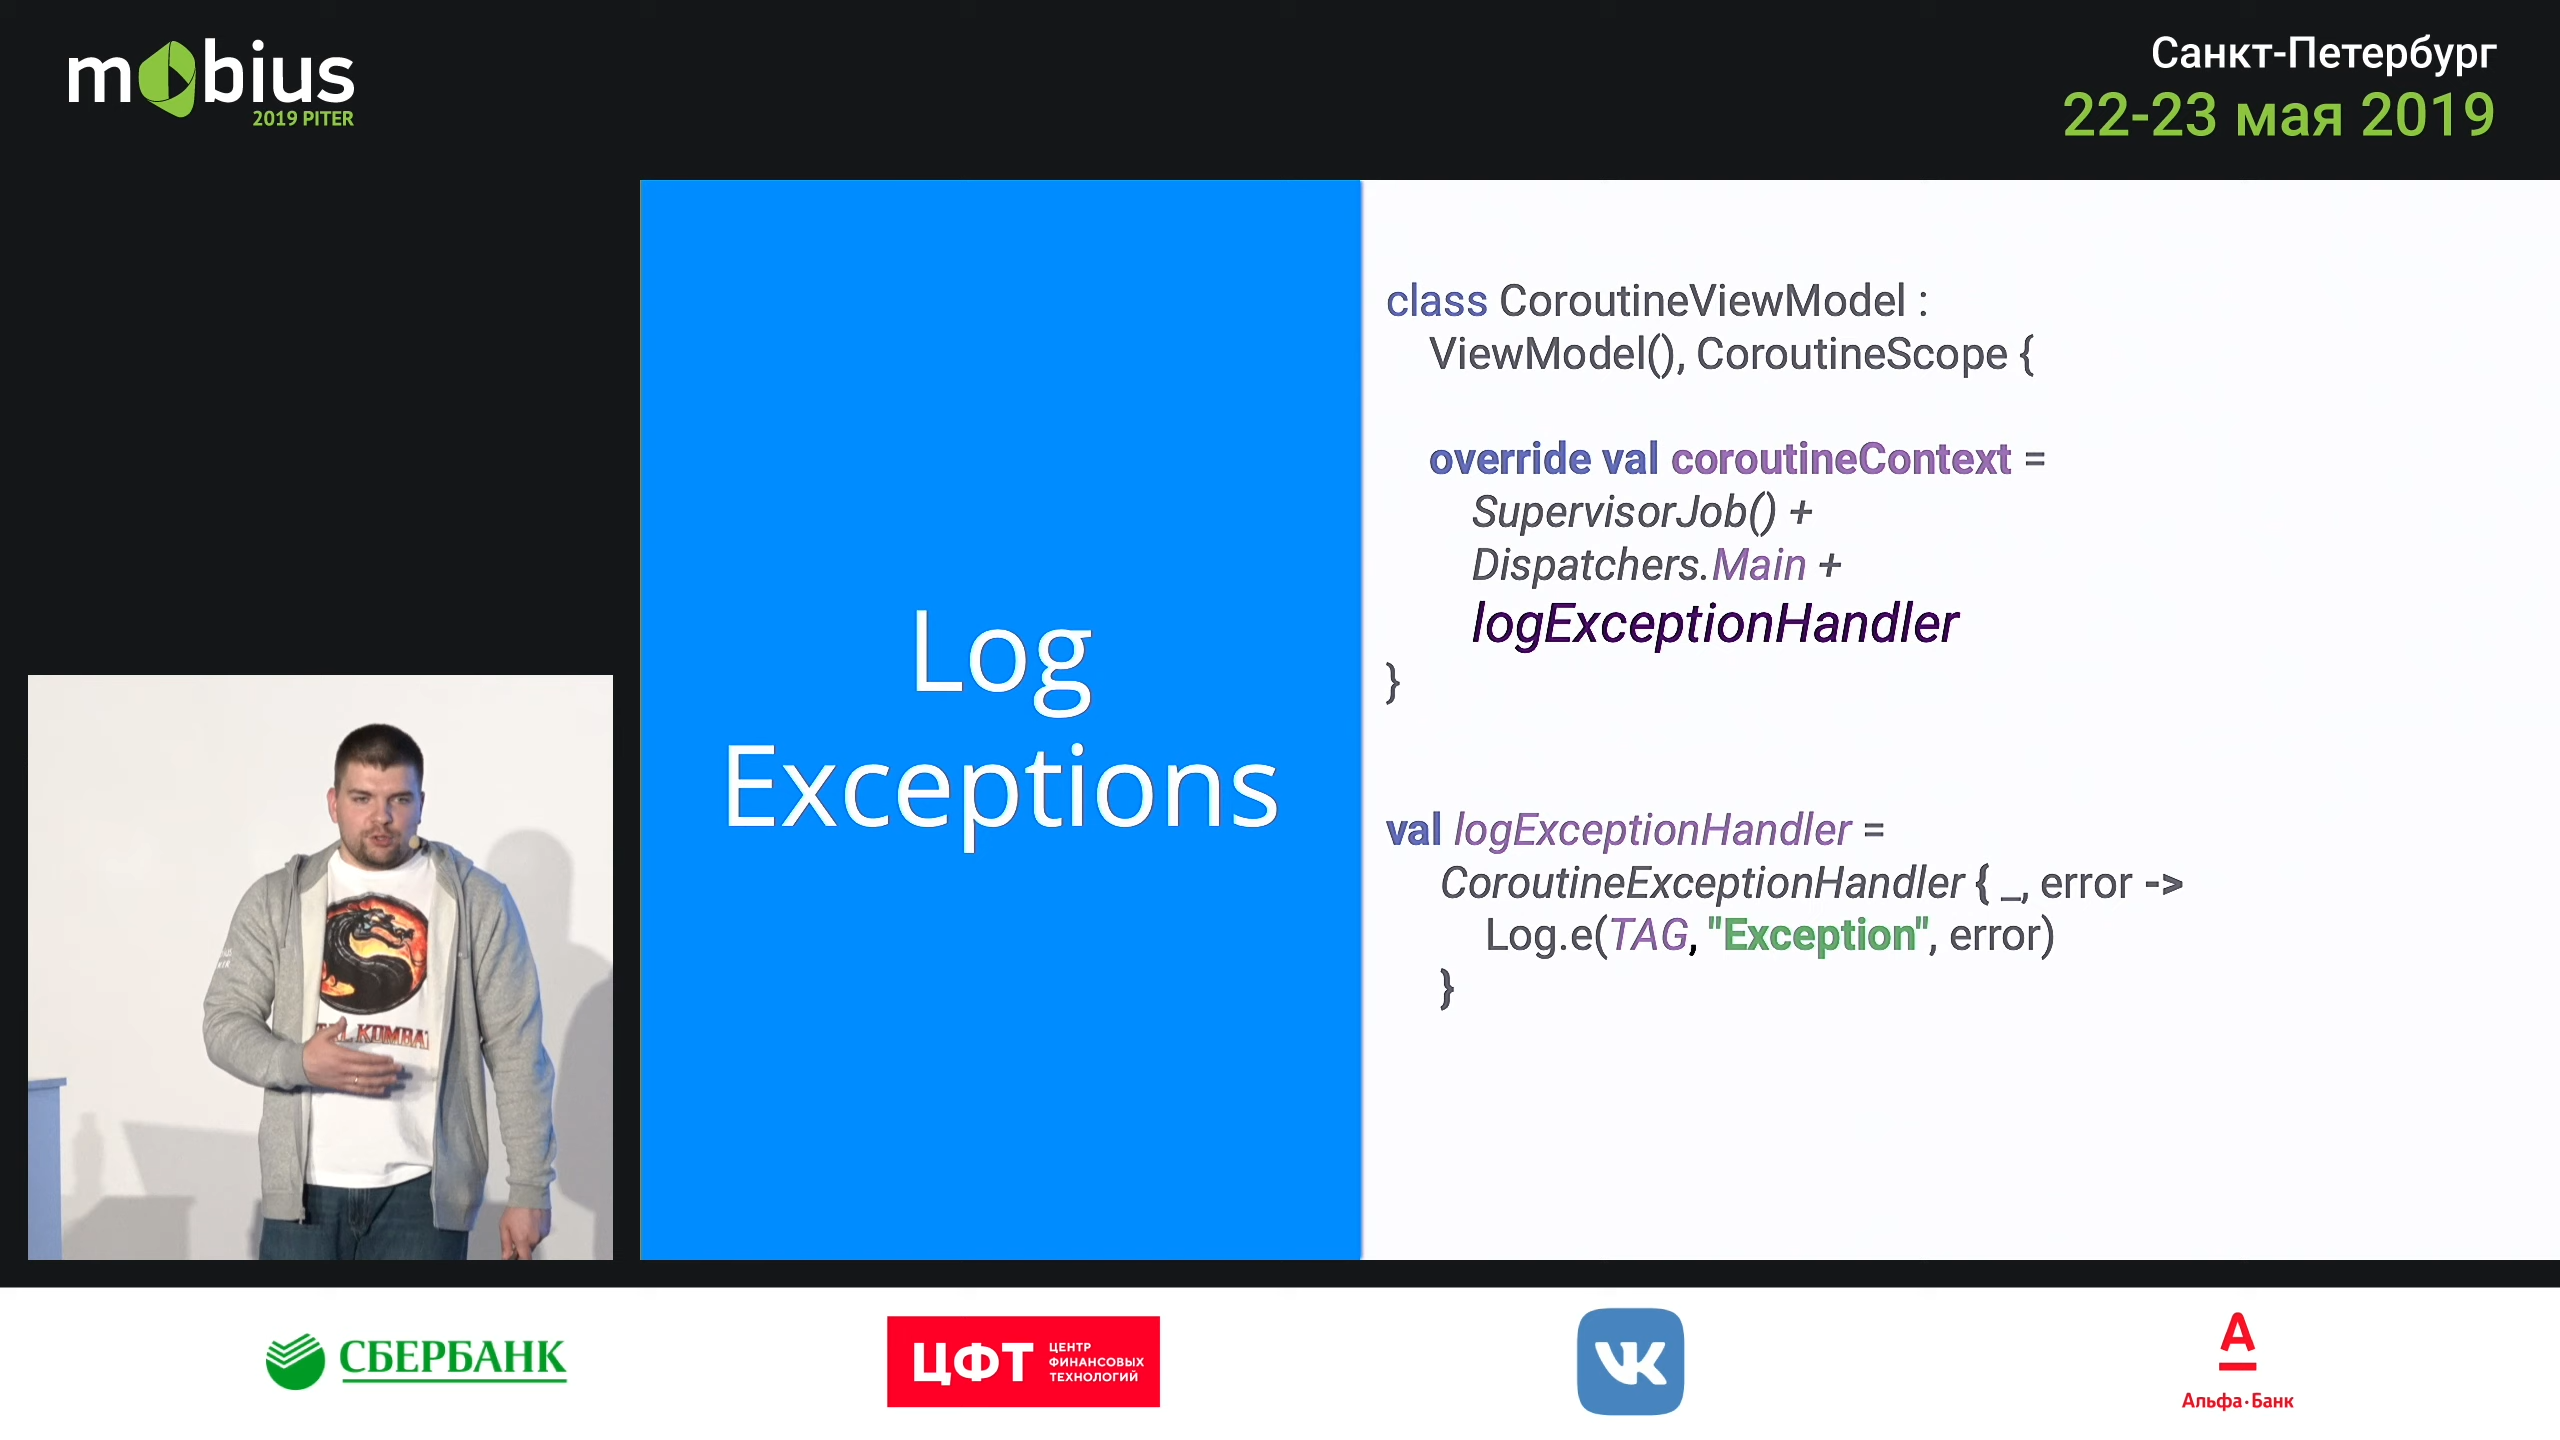 mobius
2019 PITER
Санкт-Петербург
22-23 мая 2019
Log
Exceptions
class CoroutineViewModel :
ViewModel(), CoroutineScope {
override val coroutineContext =
SupervisorJob() +
Dispatchers.Main +
logExceptionHandler
}
val logExceptionHandler =
CoroutineExceptionHandler { _, error ->
Log.e(TAG, "Exception", error)
}
СБЕРБАНК
ЦФТ
ЦЕНТР
ФИНАНСОВЫХ
ТЕХНОЛОГИЙ
VK
А
Альфа·Банк